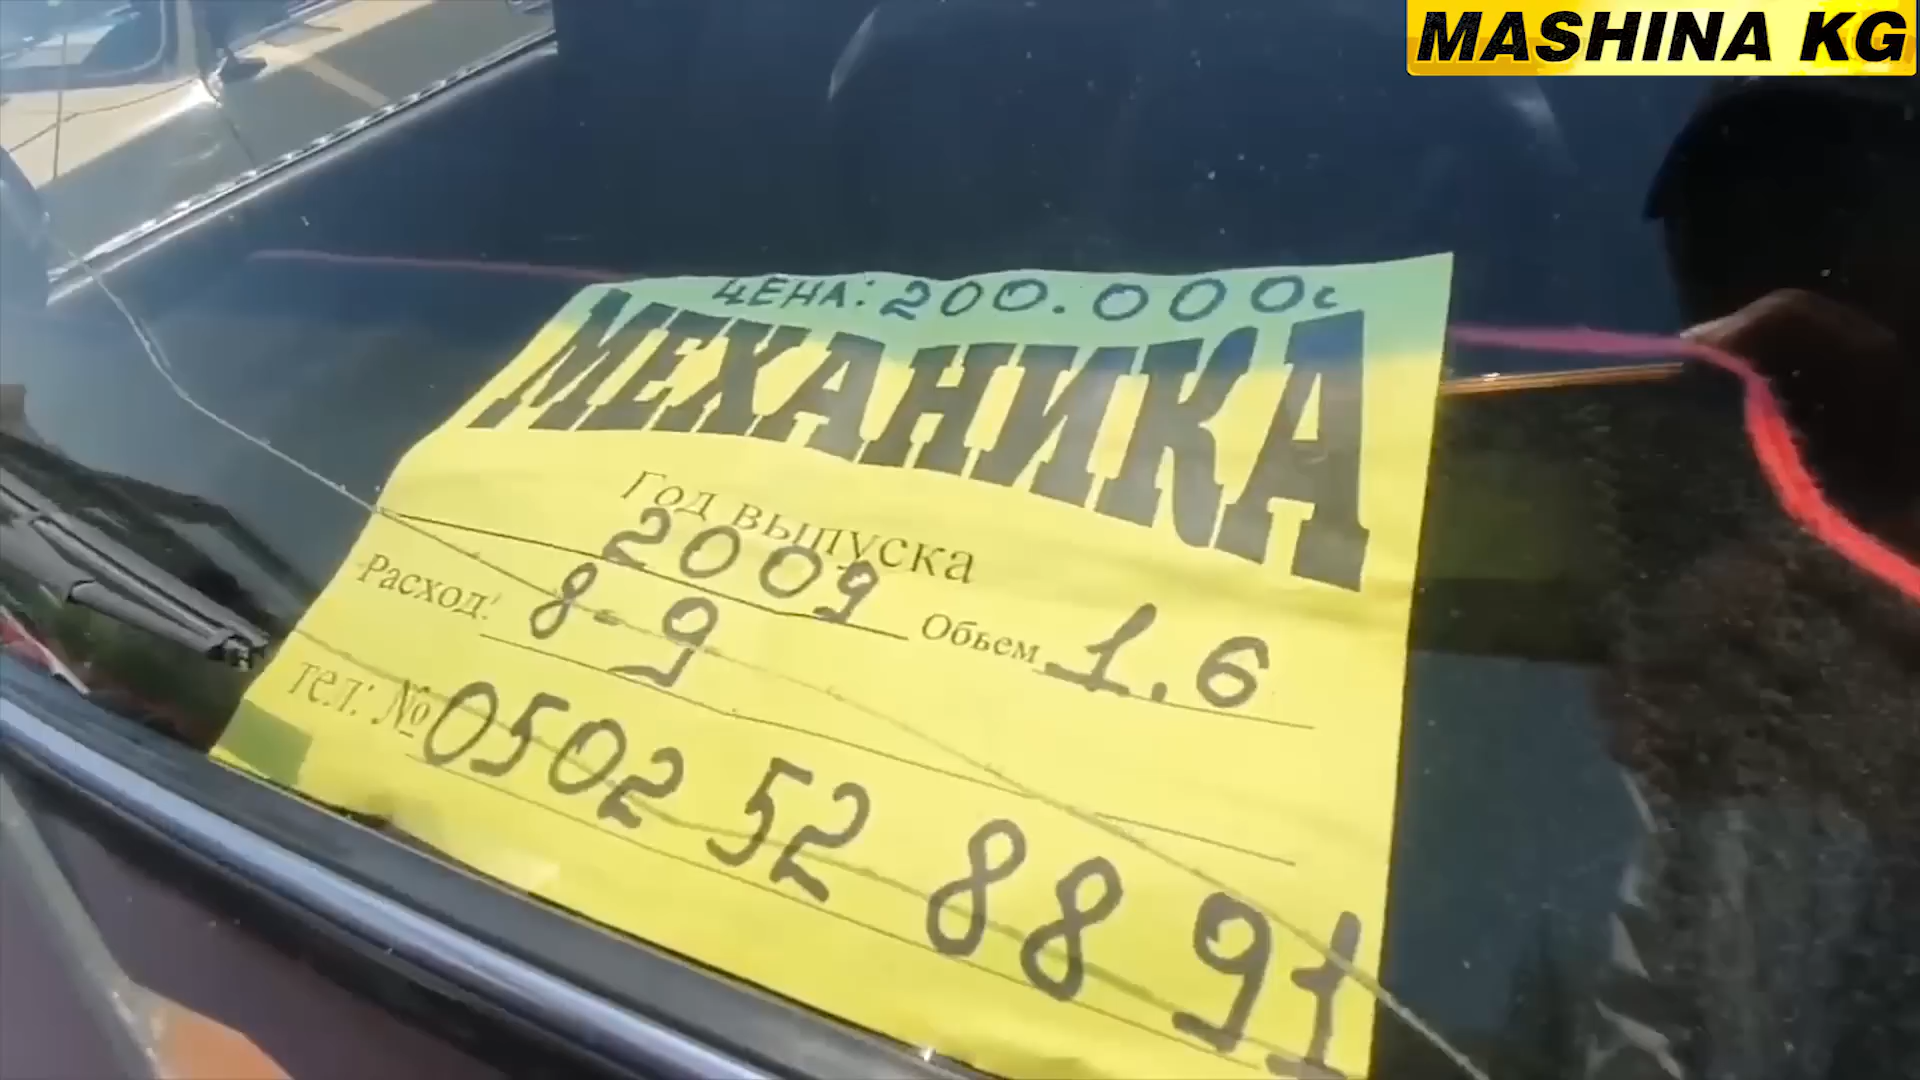 MASHINA KG
ЦЕНА: 200.000с
МЕХАНИКА
Год выпуска
2009
Расход: 8-9 Обьем 1.6
тел: № 0502 52 88 91